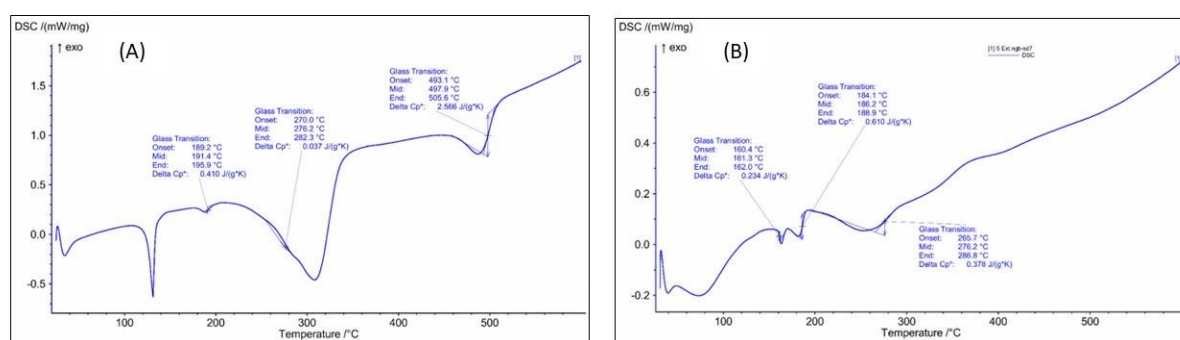 DSC /(mW/mg)
↑ exo
(A)
[1]
Glass Transition:
Onset: 493.1 °C
Mid: 497.9 °C
End: 505.6 °C
Delta Cp*: 2.566 J/(g*K)
Glass Transition:
Onset: 270.0 °C
Mid: 276.2 °C
End: 282.3 °C
Delta Cp*: 0.037 J/(g*K)
Glass Transition:
Onset: 189.2 °C
Mid: 191.4 °C
End: 195.9 °C
Delta Cp*: 0.410 J/(g*K)
1.5
1.0
0.5
0.0
-0.5
100 200 300 400 500
Temperature /°C
DSC /(mW/mg)
↑ exo
(B)
[1] 5 Ext.ngb-sd7
DSC
[1]
Glass Transition:
Onset: 184.1 °C
Mid: 186.2 °C
End: 188.9 °C
Delta Cp*: 0.610 J/(g*K)
Glass Transition:
Onset: 160.4 °C
Mid: 161.3 °C
End: 162.0 °C
Delta Cp*: 0.234 J/(g*K)
Glass Transition:
Onset: 265.7 °C
Mid: 276.2 °C
End: 286.8 °C
Delta Cp*: 0.378 J/(g*K)
0.6
0.4
0.2
0.0
-0.2
100 200 300 400 500
Temperature /°C